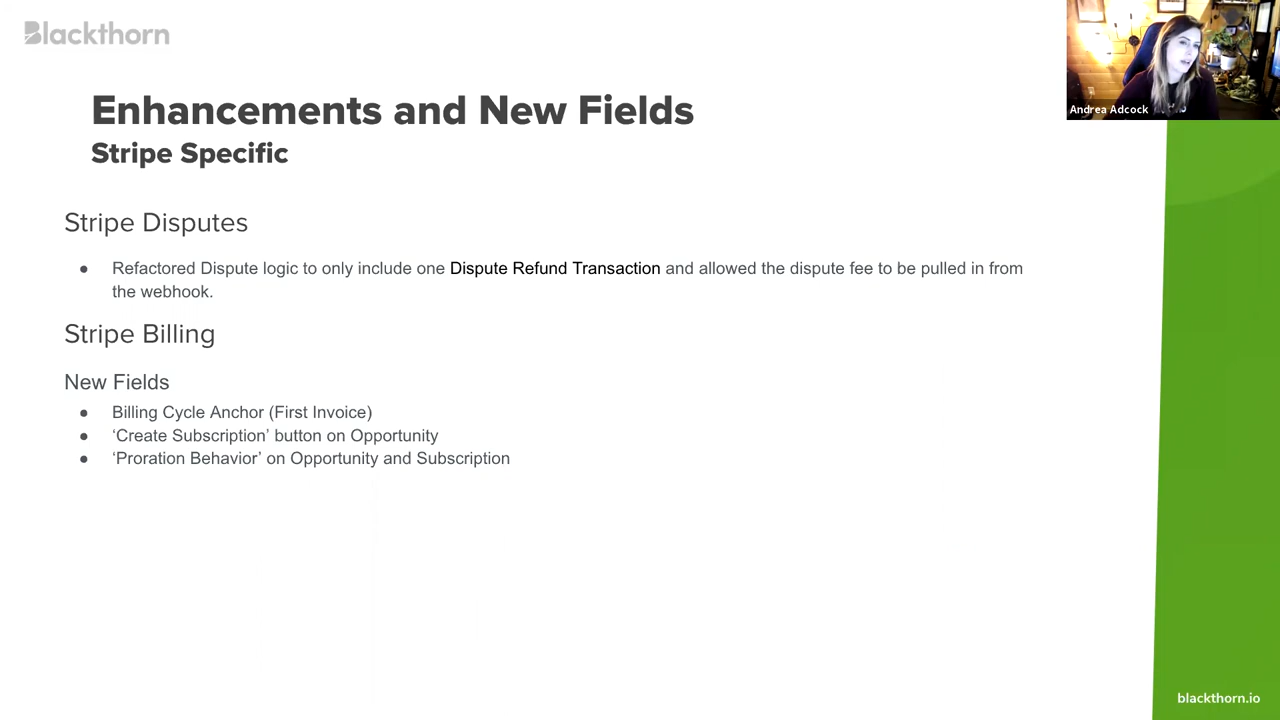 Blackthorn
Andrea Adcock
Enhancements and New Fields
Stripe Specific
Stripe Disputes
● Refactored Dispute logic to only include one Dispute Refund Transaction and allowed the dispute fee to be pulled in from
the webhook.
Stripe Billing
New Fields
● Billing Cycle Anchor (First Invoice)
● ‘Create Subscription’ button on Opportunity
● ‘Proration Behavior’ on Opportunity and Subscription
blackthorn.io